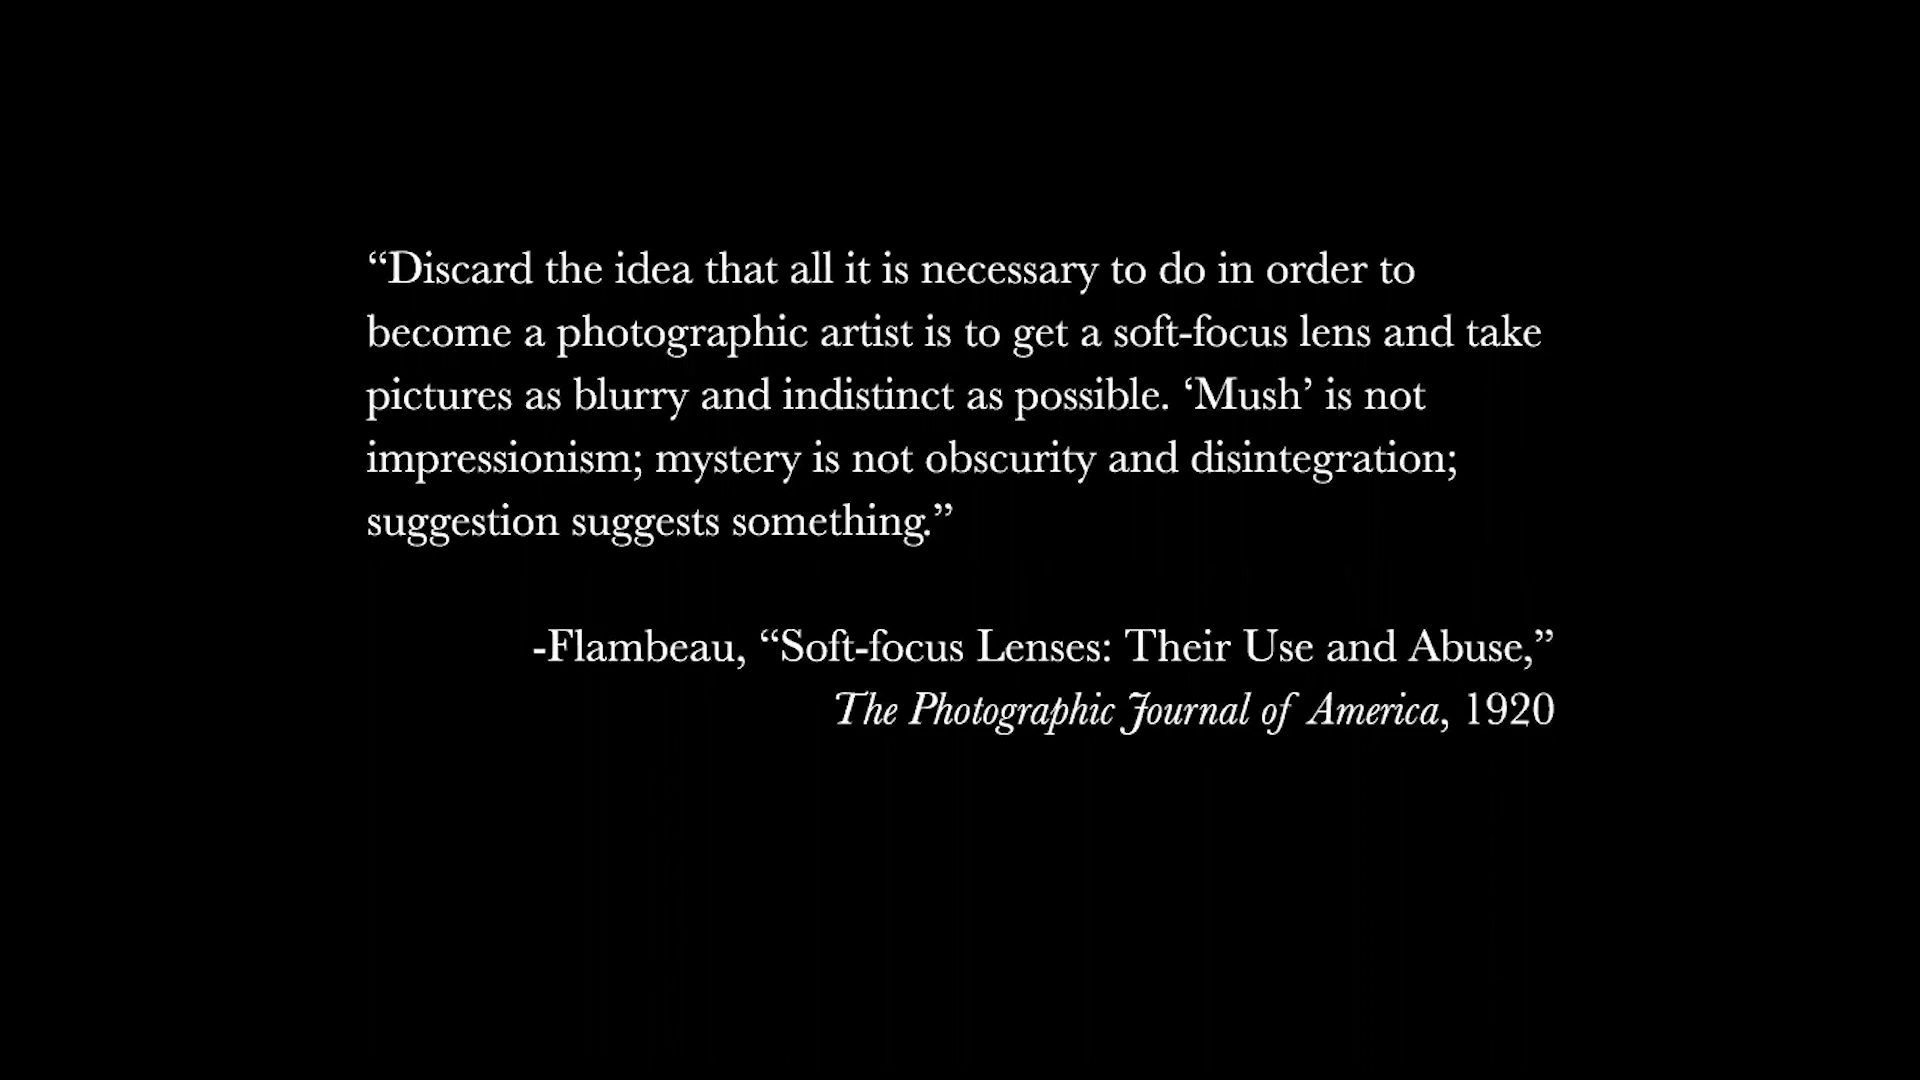 “Discard the idea that all it is necessary to do in order to
become a photographic artist is to get a soft-focus lens and take
pictures as blurry and indistinct as possible. ‘Mush’ is not
impressionism; mystery is not obscurity and disintegration;
suggestion suggests something.”
-Flambeau, “Soft-focus Lenses: Their Use and Abuse,”
The Photographic Journal of America, 1920